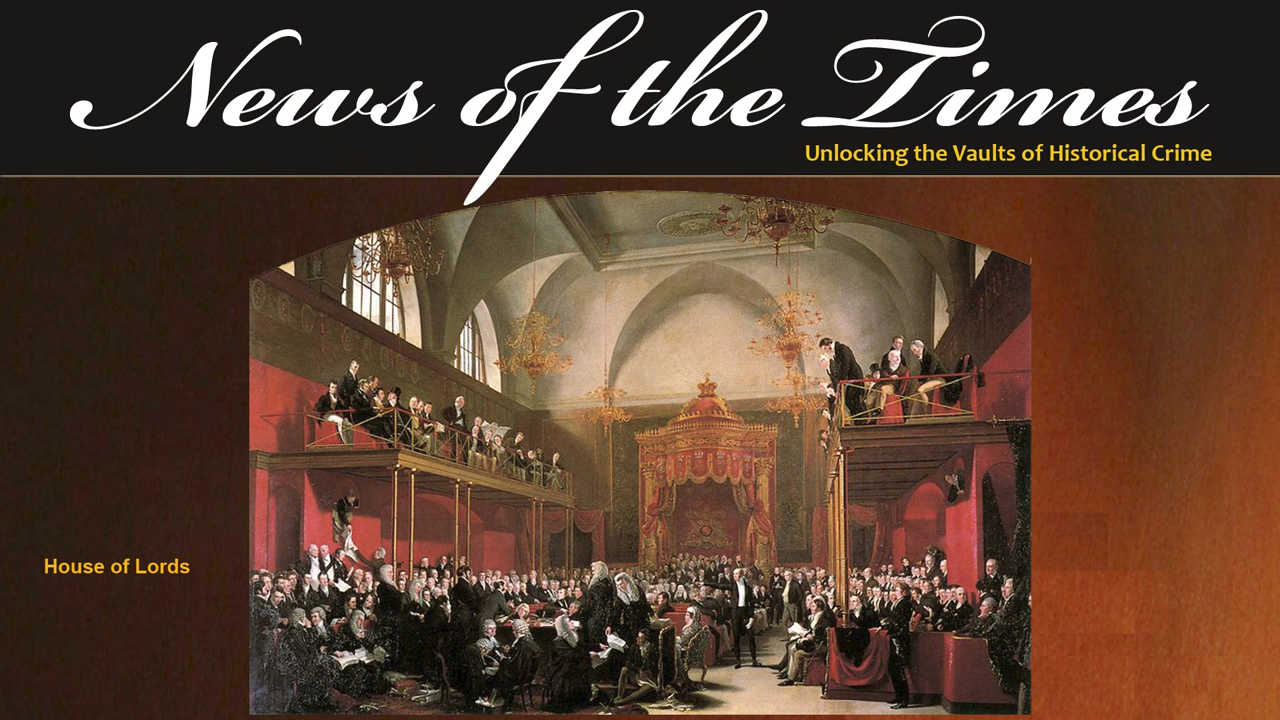 News of the Times
Unlocking the Vaults of Historical Crime
House of Lords